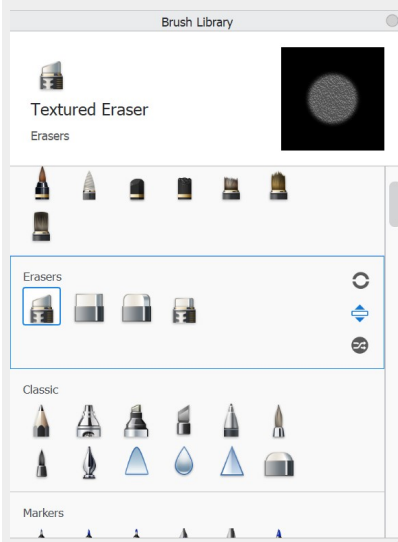 Brush Library
Textured Eraser
Erasers
Erasers
Classic
Markers